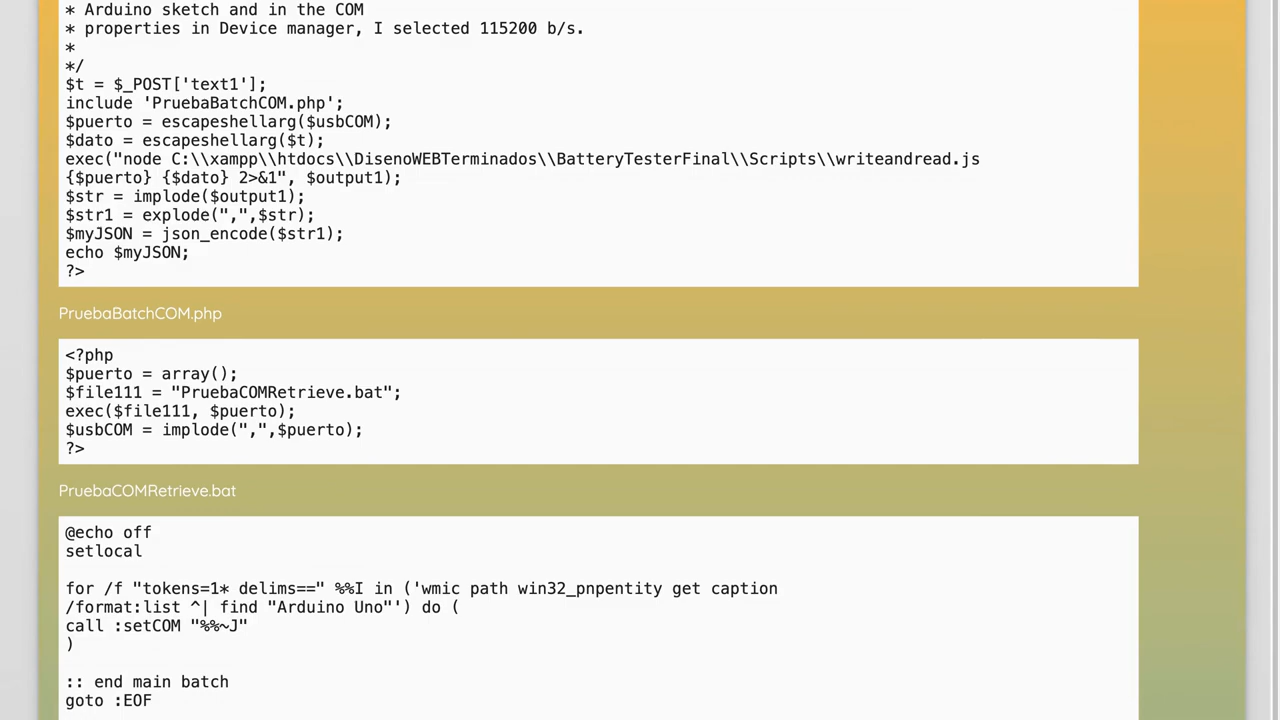 * Arduino sketch and in the COM
* properties in Device manager, I selected 115200 b/s.
*
*/
$t = $_POST['text1'];
include 'PruebaBatchCOM.php';
$puerto = escapeshellarg($usbCOM);
$dato = escapeshellarg($t);
exec("node C:\\xampp\\htdocs\\DisenoWEBTerminados\\BatteryTesterFinal\\Scripts\\writeandread.js
{$puerto} {$dato} 2>&1", $output1);
$str = implode($output1);
$str1 = explode(",",$str);
$myJSON = json_encode($str1);
echo $myJSON;
?>
PruebaBatchCOM.php
<?php
$puerto = array();
$file111 = "PruebaCOMRetrieve.bat";
exec($file111, $puerto);
$usbCOM = implode(",",$puerto);
?>
PruebaCOMRetrieve.bat
@echo off
setlocal
for /f "tokens=1* delims==" %%I in ('wmic path win32_pnpentity get caption
/format:list ^| find "Arduino Uno"') do (
call :setCOM "%%~J"
)
:: end main batch
goto :EOF